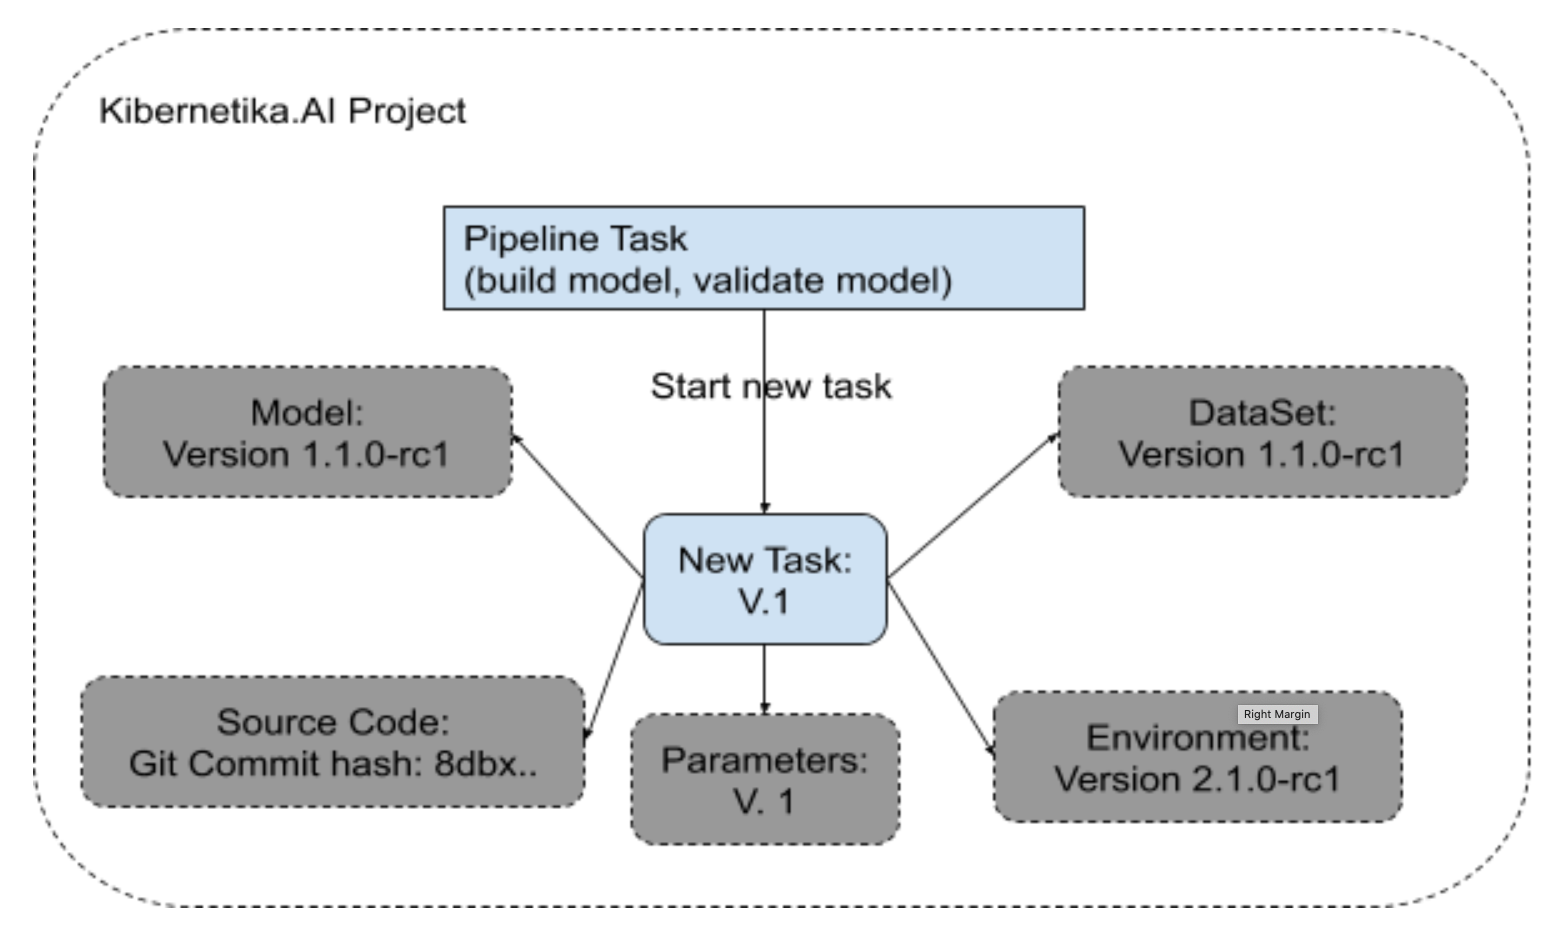 Kibernetika.AI Project
Pipeline Task
(build model, validate model)
Start new task
Model:
Version 1.1.0-rc1
DataSet:
Version 1.1.0-rc1
New Task:
V.1
Source Code:
Git Commit hash: 8dbx..
Parameters:
V. 1
Right Margin
Environment:
Version 2.1.0-rc1